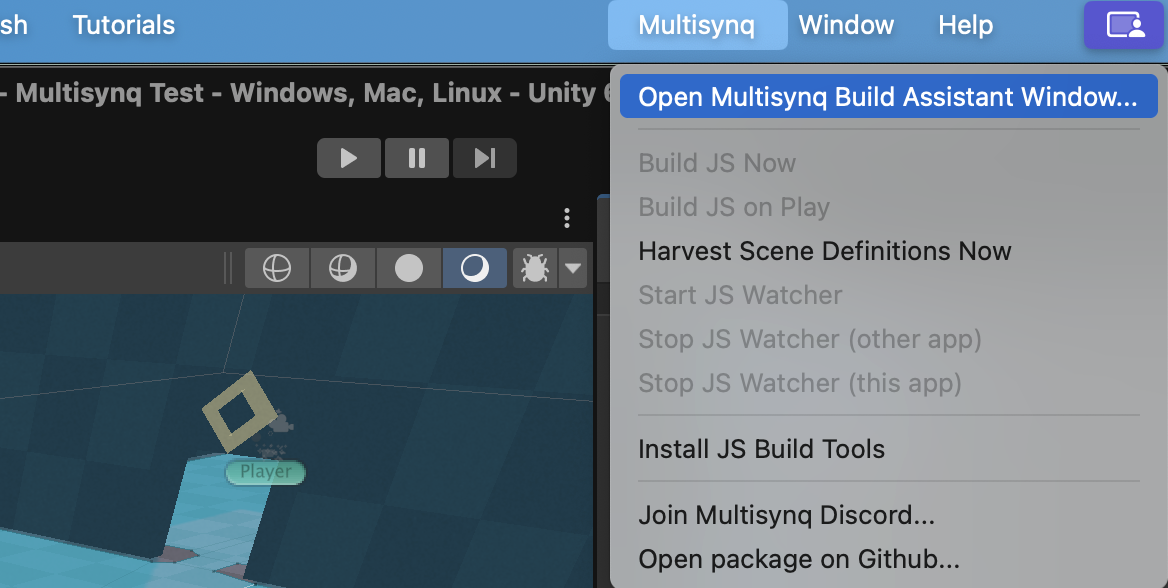 sh Tutorials Multisynq Window Help
- Multisynq Test - Windows, Mac, Linux - Unity 6
Open Multisynq Build Assistant Window...
Build JS Now
Build JS on Play
Harvest Scene Definitions Now
Start JS Watcher
Stop JS Watcher (other app)
Stop JS Watcher (this app)
Install JS Build Tools
Player
Join Multisynq Discord...
Open package on Github...